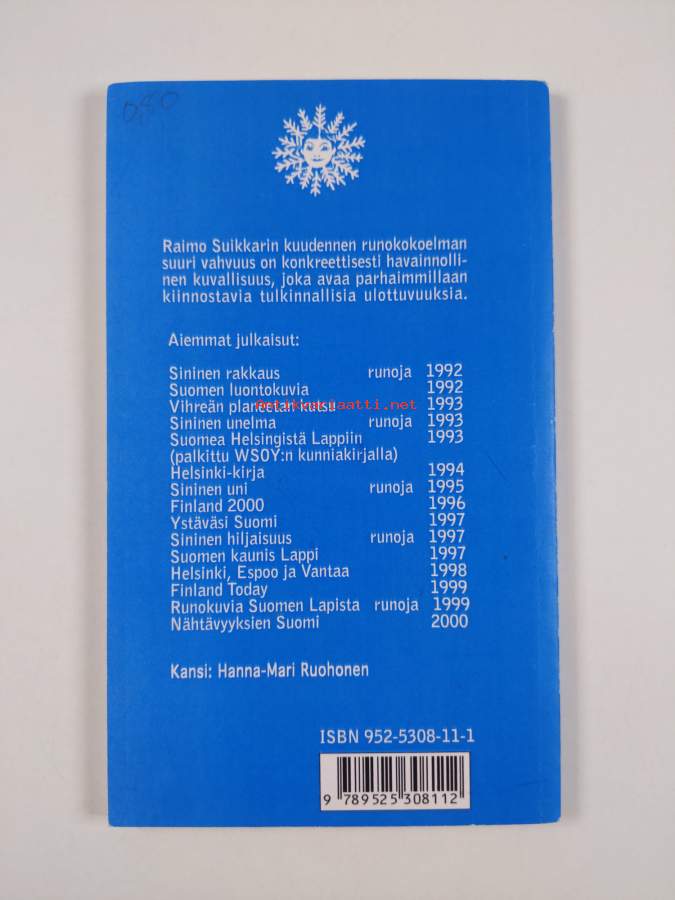 0,50
Raimo Suikkarin kuudennen runokokoelman
suuri vahvuus on konkreettisesti havainnolli-
nen kuvallisuus, joka avaa parhaimmillaan
kiinnostavia tulkinnallisia ulottuvuuksia.
Aiemmat julkaisut:
Sininen rakkaus runoja 1992
Suomen luontokuvia 1992
Vihreän planeetan kutsu 1993
Antikvariaatti.net
Sininen unelma runoja 1993
Suomea Helsingistä Lappiin 1993
(palkittu WSOY:n kunniakirjalla)
Helsinki-kirja 1994
Sininen uni runoja 1995
Finland 2000 1996
Ystäväsi Suomi 1997
Sininen hiljaisuus runoja 1997
Suomen kaunis Lappi 1997
Helsinki, Espoo ja Vantaa 1998
Finland Today 1999
Runokuvia Suomen Lapista runoja 1999
Nähtävyyksien Suomi 2000
Kansi: Hanna-Mari Ruohonen
ISBN 952-5308-11-1
9 789525 308112